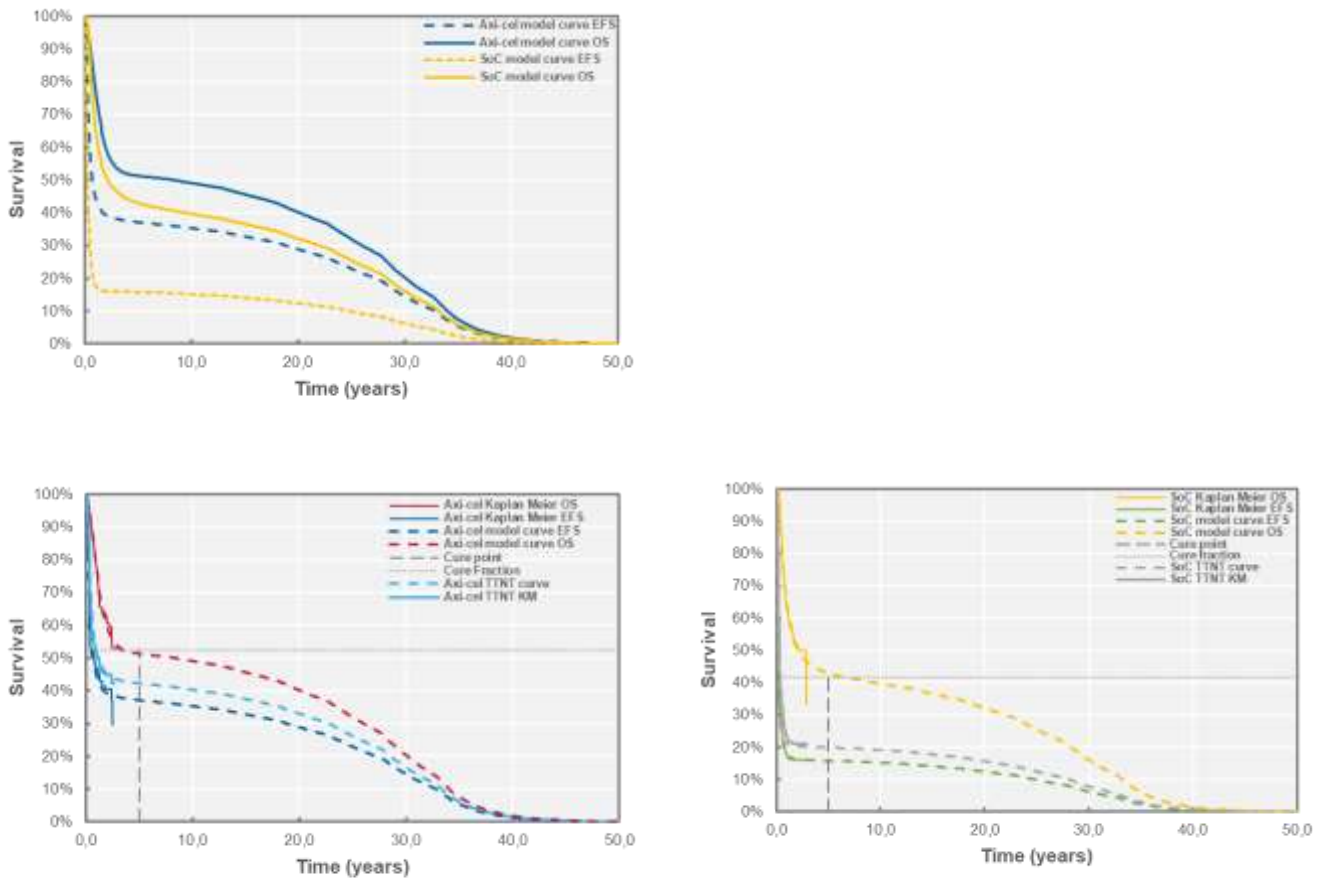 100%
90%
80%
70%
60%
50%
40%
30%
20%
10%
0%
Survival
Axi-cel model curve EFS
Axi-cel model curve OS
SoC model curve EFS
SoC model curve OS
0,0 10,0 20,0 30,0 40,0 50,0
Time (years)
100%
90%
80%
70%
60%
50%
40%
30%
20%
10%
0%
Survival
Axi-cel Kaplan Meier OS
Axi-cel Kaplan Meier EFS
Axi-cel model curve EFS
Axi-cel model curve OS
Cure point
Cure Fraction
Axi-cel TTNT curve
Axi-cel TTNT KM
0,0 10,0 20,0 30,0 40,0 50,0
Time (years)
100%
90%
80%
70%
60%
50%
40%
30%
20%
10%
0%
Survival
SoC Kaplan Meier OS
SoC Kaplan Meier EFS
SoC model curve EFS
SoC model curve OS
Cure point
Cure fraction
SoC TTNT curve
SoC TTNT KM
0,0 10,0 20,0 30,0 40,0 50,0
Time (years)